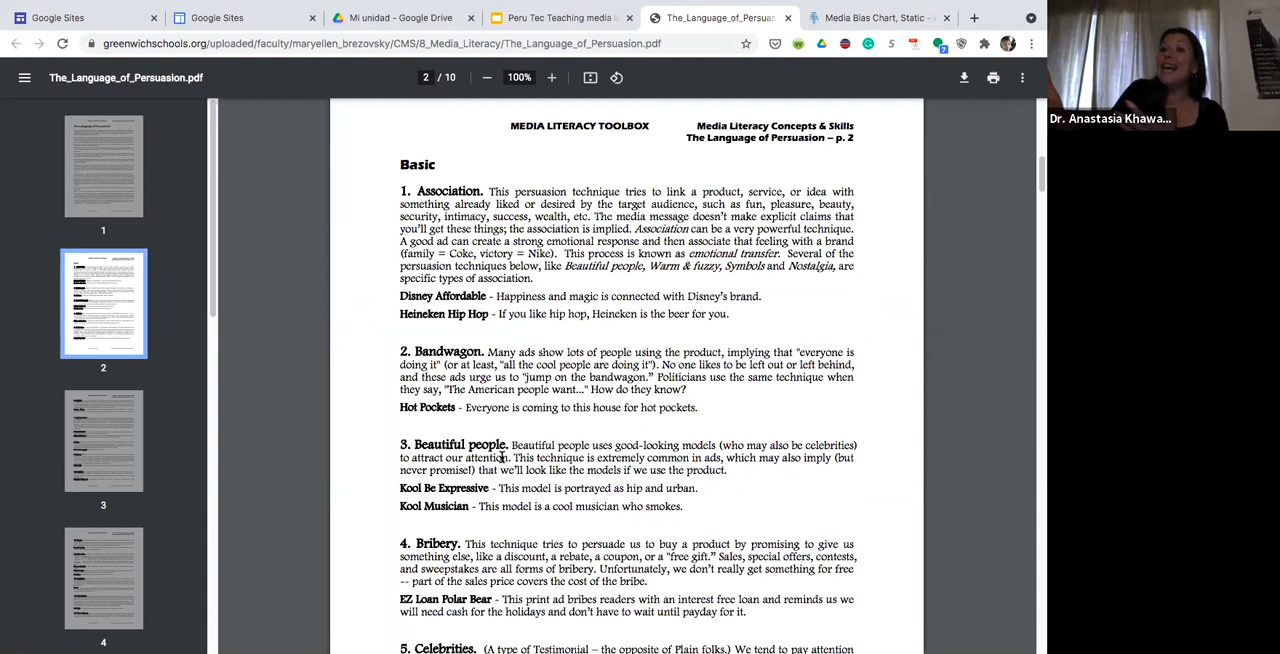 Google Sites
Google Sites
Mi unidad - Google Drive
Peru Tec Teaching media l
The_Language_of_Persuas
Media Bias Chart, Static -
greenwichschools.org/uploaded/faculty/maryellen_brezovsky/CMS/8_Media_Literacy/The_Language_of_Persuasion.pdf
7
The_Language_of_Persuasion.pdf
2 / 10
100%
Dr. Anastasia Khawa...
1
2
3
4
MEDIA LITERACY TOOLBOX
Media Literacy Concepts & Skills
The Language of Persuasion – p. 2
Basic
1. Association. This persuasion technique tries to link a product, service, or idea with
something already liked or desired by the target audience, such as fun, pleasure, beauty,
security, intimacy, success, wealth, etc. The media message doesn't make explicit claims that
you'll get these things; the association is implied. Association can be a very powerful technique.
A good ad can create a strong emotional response and then associate that feeling with a brand
(family = Coke, victory = Nike). This process is known as emotional transfer. Several of the
persuasion techniques below, like Beautiful people, Warm & fuzzy, Symbols and Nostalgia, are
specific types of association.
Disney Affordable - Happiness and magic is connected with Disney's brand.
Heineken Hip Hop - If you like hip hop, Heineken is the beer for you.
2. Bandwagon. Many ads show lots of people using the product, implying that "everyone is
doing it" (or at least, "all the cool people are doing it"). No one likes to be left out or left behind,
and these ads urge us to "jump on the bandwagon." Politicians use the same technique when
they say, "The American people want..." How do they know?
Hot Pockets - Everyone is coming to this house for hot pockets.
3. Beautiful people. Beautiful people uses good-looking models (who may also be celebrities)
to attract our attention. This technique is extremely common in ads, which may also imply (but
never promise!) that we'll look like the models if we use the product.
Kool Be Expressive - This model is portrayed as hip and urban.
Kool Musician - This model is a cool musician who smokes.
4. Bribery. This technique tries to persuade us to buy a product by promising to give us
something else, like a discount, a rebate, a coupon, or a "free gift." Sales, special offers, contests,
and sweepstakes are all forms of bribery. Unfortunately, we don't really get something for free
-- part of the sales price covers the cost of the bribe.
EZ Loan Polar Bear - This print ad bribes readers with an interest free loan and reminds us we
will need cash for the holidays and don't have to wait until payday for it.
5. Celebrities. (A type of Testimonial – the opposite of Plain folks.) We tend to pay attention